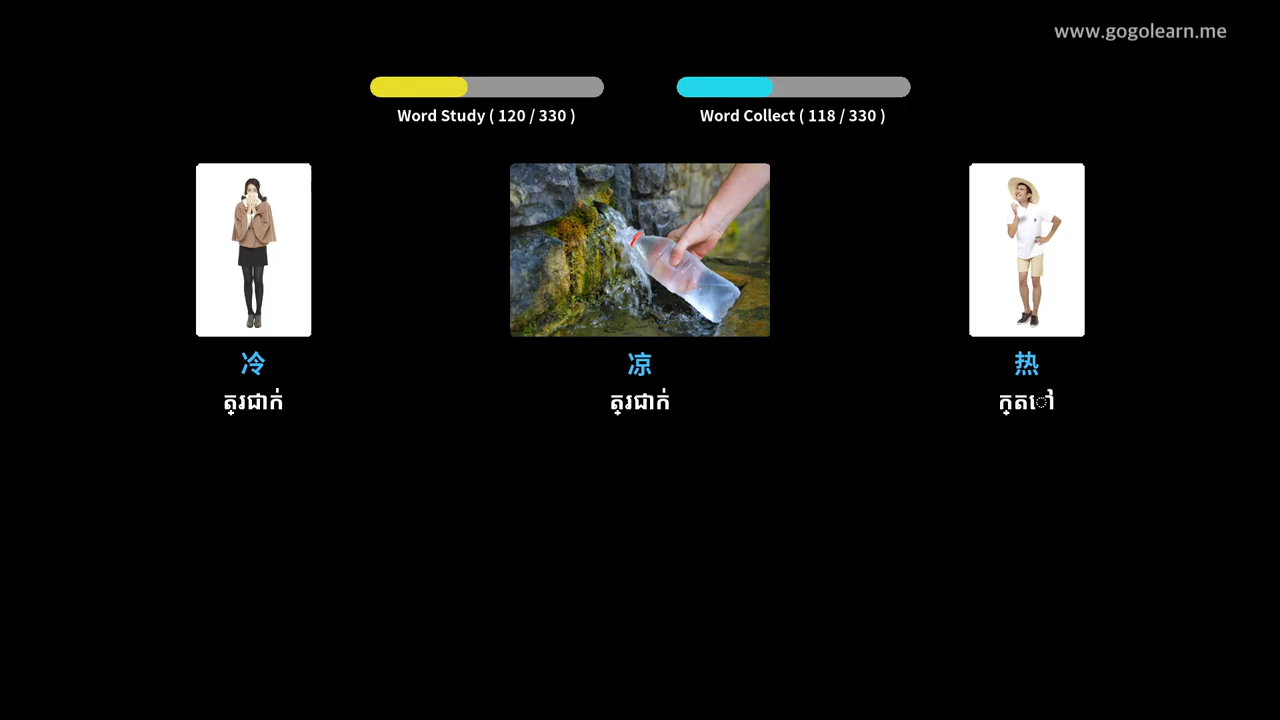 www.gogolearn.me
Word Study ( 120 / 330 )
Word Collect ( 118 / 330 )
冷
凉
热
ត្រជាក់
ត្រជាក់
ក្តៅ